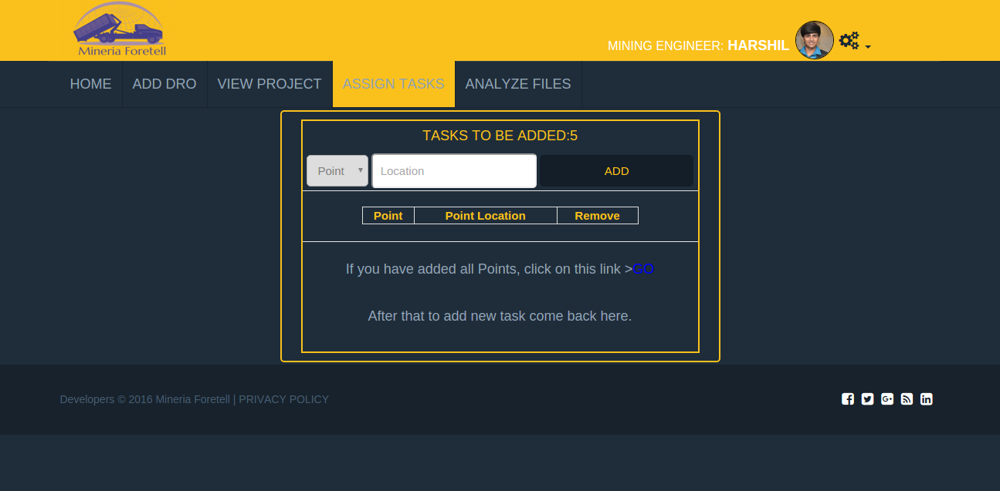 Mineria Foretell
MINING ENGINEER: HARSHIL
HOME ADD DRO VIEW PROJECT ASSIGN TASKS ANALYZE FILES
TASKS TO BE ADDED:5
Point Location ADD
Point Point Location Remove
If you have added all Points, click on this link >GO
After that to add new task come back here.
Developers © 2016 Mineria Foretell | PRIVACY POLICY